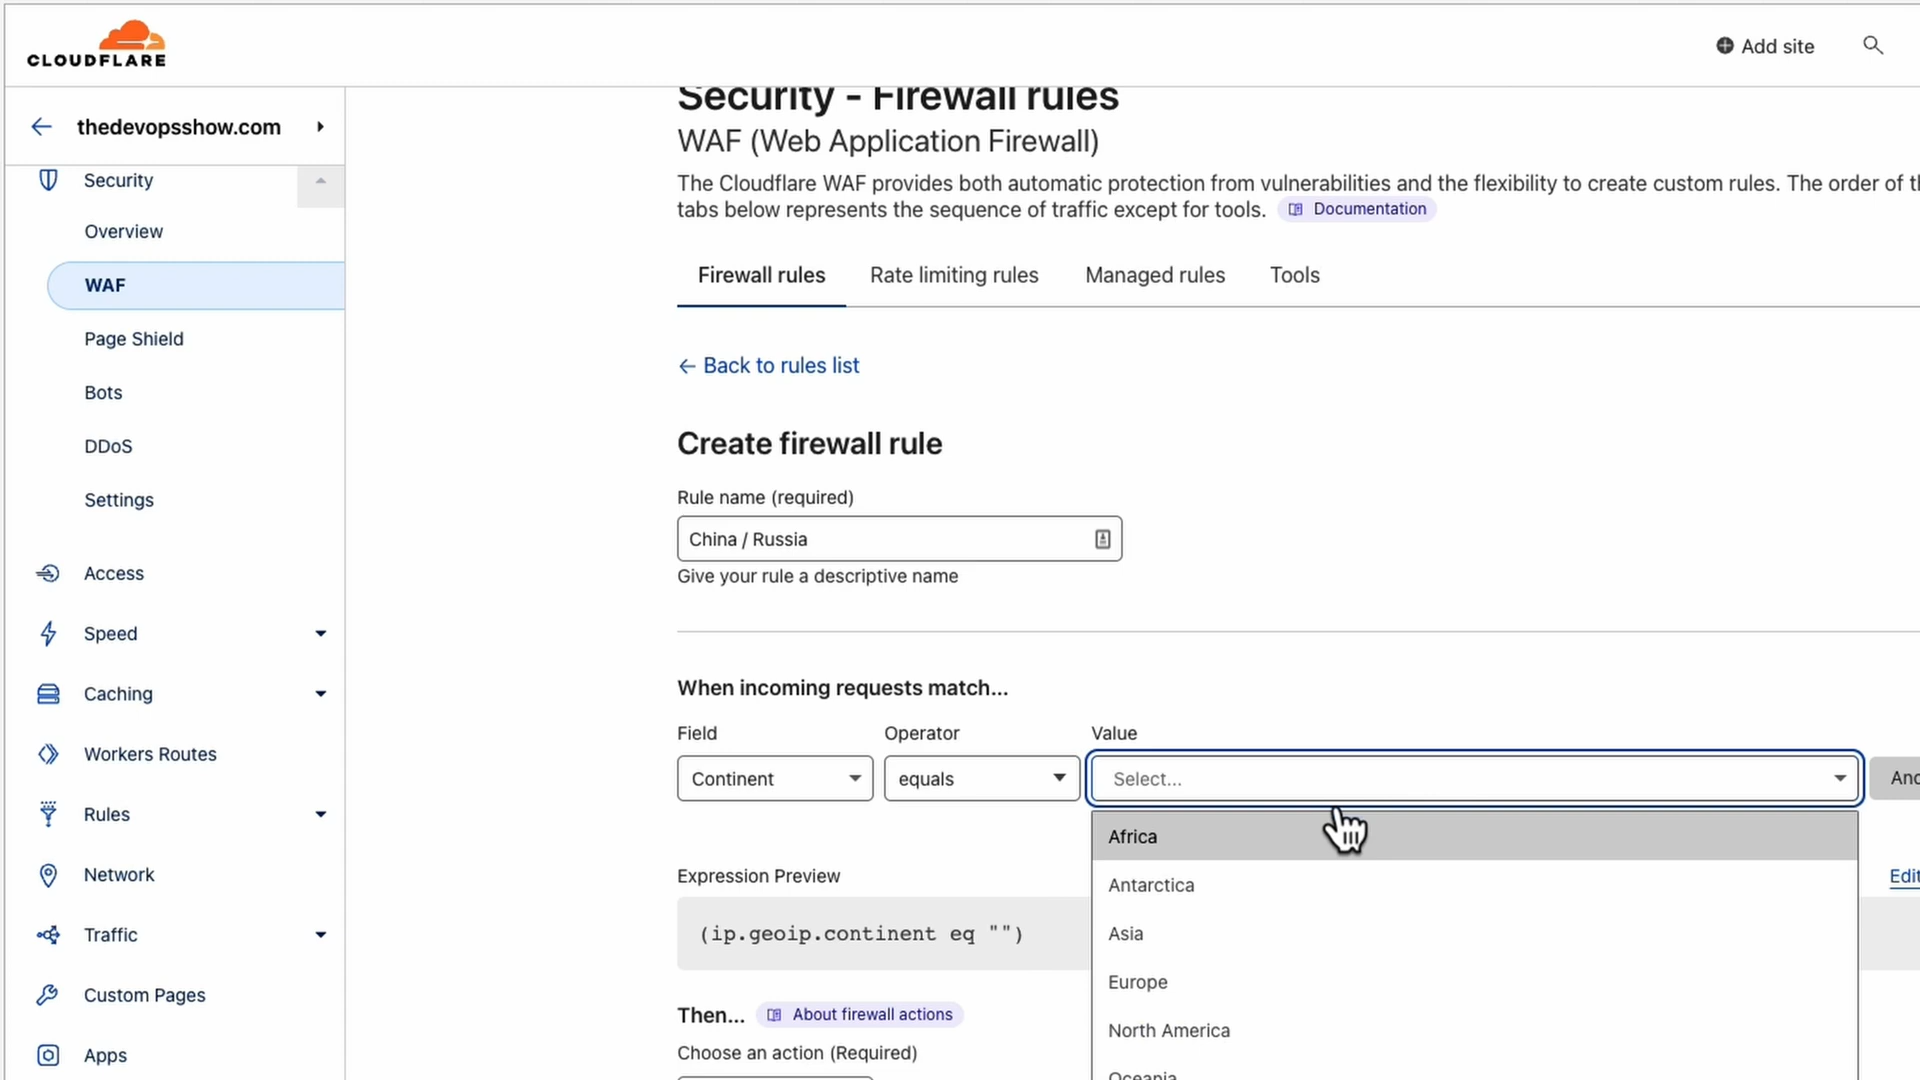 CLOUDFLARE
Add site
thedevopsshow.com
Security
Overview
WAF
Page Shield
Bots
DDoS
Settings
Access
Speed
Caching
Workers Routes
Rules
Network
Traffic
Custom Pages
Apps
Security - Firewall rules
WAF (Web Application Firewall)
The Cloudflare WAF provides both automatic protection from vulnerabilities and the flexibility to create custom rules. The order of
tabs below represents the sequence of traffic except for tools. Documentation
Firewall rules Rate limiting rules Managed rules Tools
← Back to rules list
Create firewall rule
Rule name (required)
China / Russia
Give your rule a descriptive name
When incoming requests match...
Field Operator Value
Continent equals Select...
Africa
Antarctica
Asia
Europe
North America
Oceania
Expression Preview
Edit
(ip.geoip.continent eq "")
Then... About firewall actions
Choose an action (Required)